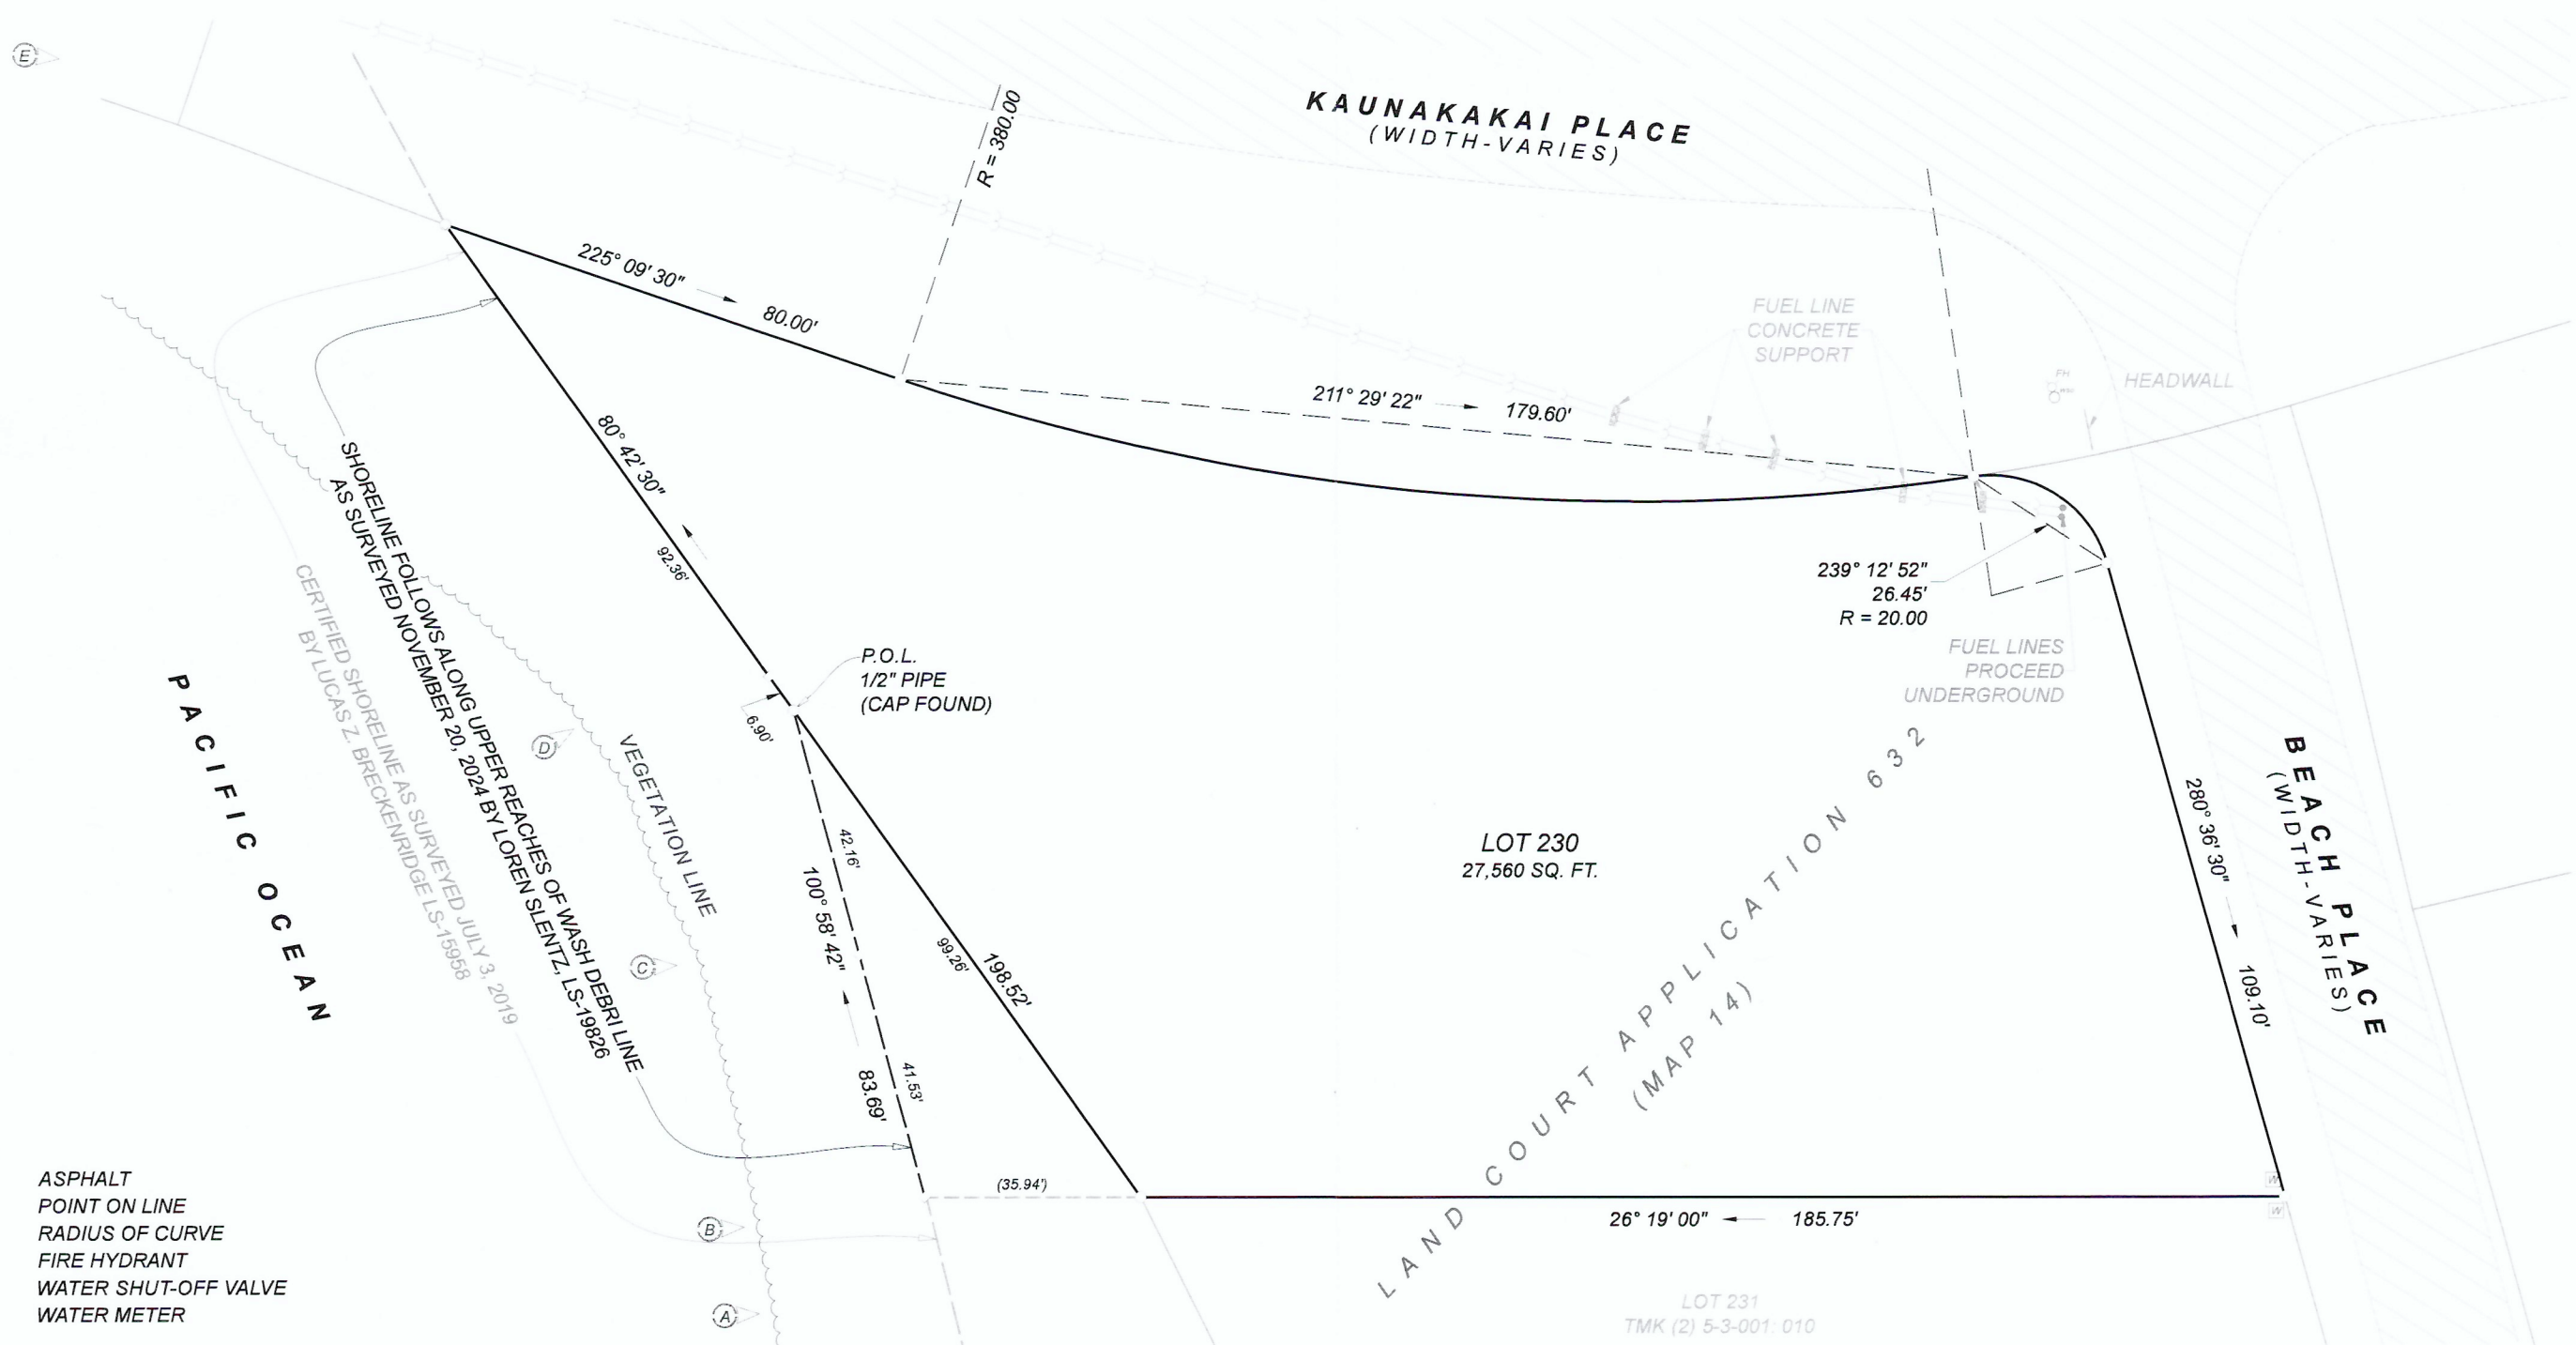 E
KAUNAKAKAI PLACE
(WIDTH-VARIES)
R = 380.00
225° 09' 30"
80.00'
211° 29' 22"
179.60'
FUEL LINE
CONCRETE
SUPPORT
FH
HEADWALL
239° 12' 52"
26.45'
R = 20.00
FUEL LINES
PROCEED
UNDERGROUND
80° 42' 30"
92.36'
P.O.L.
1/2" PIPE
(CAP FOUND)
6.90'
SHORELINE FOLLOWS ALONG UPPER REACHES OF WASH DEBRI LINE
AS SURVEYED NOVEMBER 20, 2024 BY LOREN SLENTZ, LS-19826
CERTIFIED SHORELINE AS SURVEYED JULY 3, 2019
BY LUCAS Z. BRECKENRIDGE LS-15958
PACIFIC OCEAN
VEGETATION LINE
D
C
B
A
42.16'
100° 58' 42"
41.53'
83.69'
99.26'
198.52'
(35.94')
LOT 230
27,560 SQ. FT.
LAND COURT APPLICATION 632
(MAP 14)
280° 36' 30"
109.10'
BEACH PLACE
(WIDTH-VARIES)
W
W
26° 19' 00"
185.75'
LOT 231
TMK (2) 5-3-001: 010
ASPHALT
POINT ON LINE
RADIUS OF CURVE
FIRE HYDRANT
WATER SHUT-OFF VALVE
WATER METER